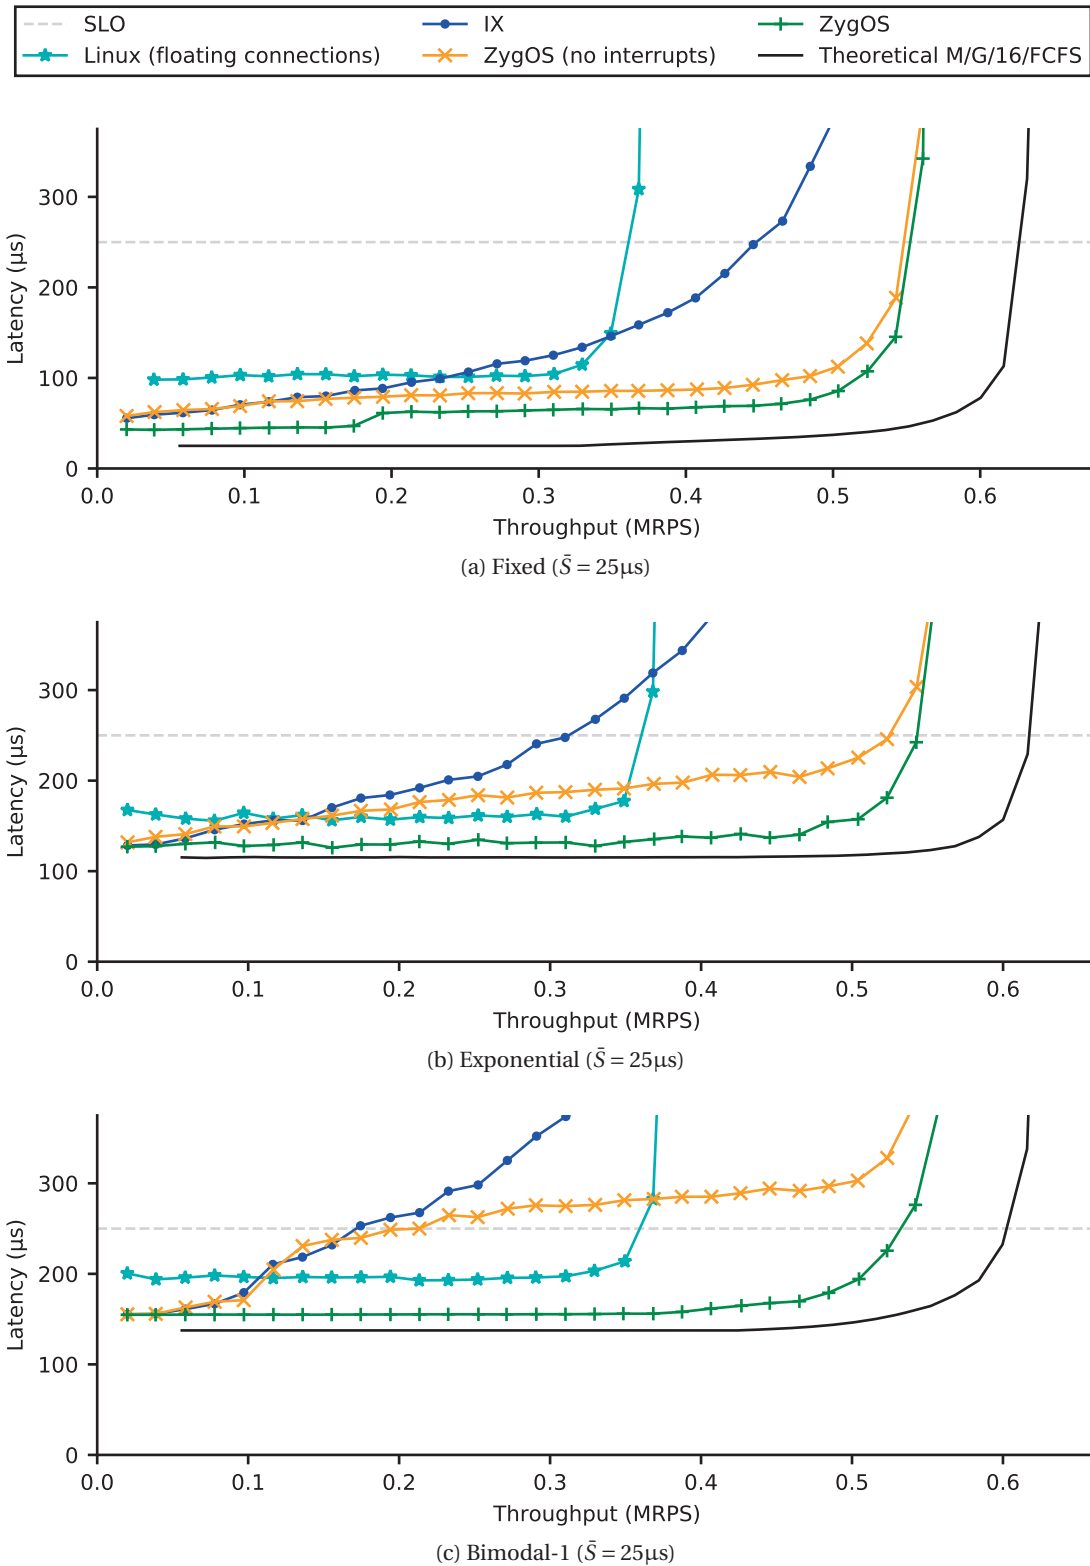 SLO IX ZygOS
Linux (floating connections) ZygOS (no interrupts) Theoretical M/G/16/FCFS
300
200
100
0
Latency (µs)
0.0 0.1 0.2 0.3 0.4 0.5 0.6
Throughput (MRPS)
(a) Fixed (S̄ = 25µs)
300
200
100
0
Latency (µs)
0.0 0.1 0.2 0.3 0.4 0.5 0.6
Throughput (MRPS)
(b) Exponential (S̄ = 25µs)
300
200
100
0
Latency (µs)
0.0 0.1 0.2 0.3 0.4 0.5 0.6
Throughput (MRPS)
(c) Bimodal-1 (S̄ = 25µs)